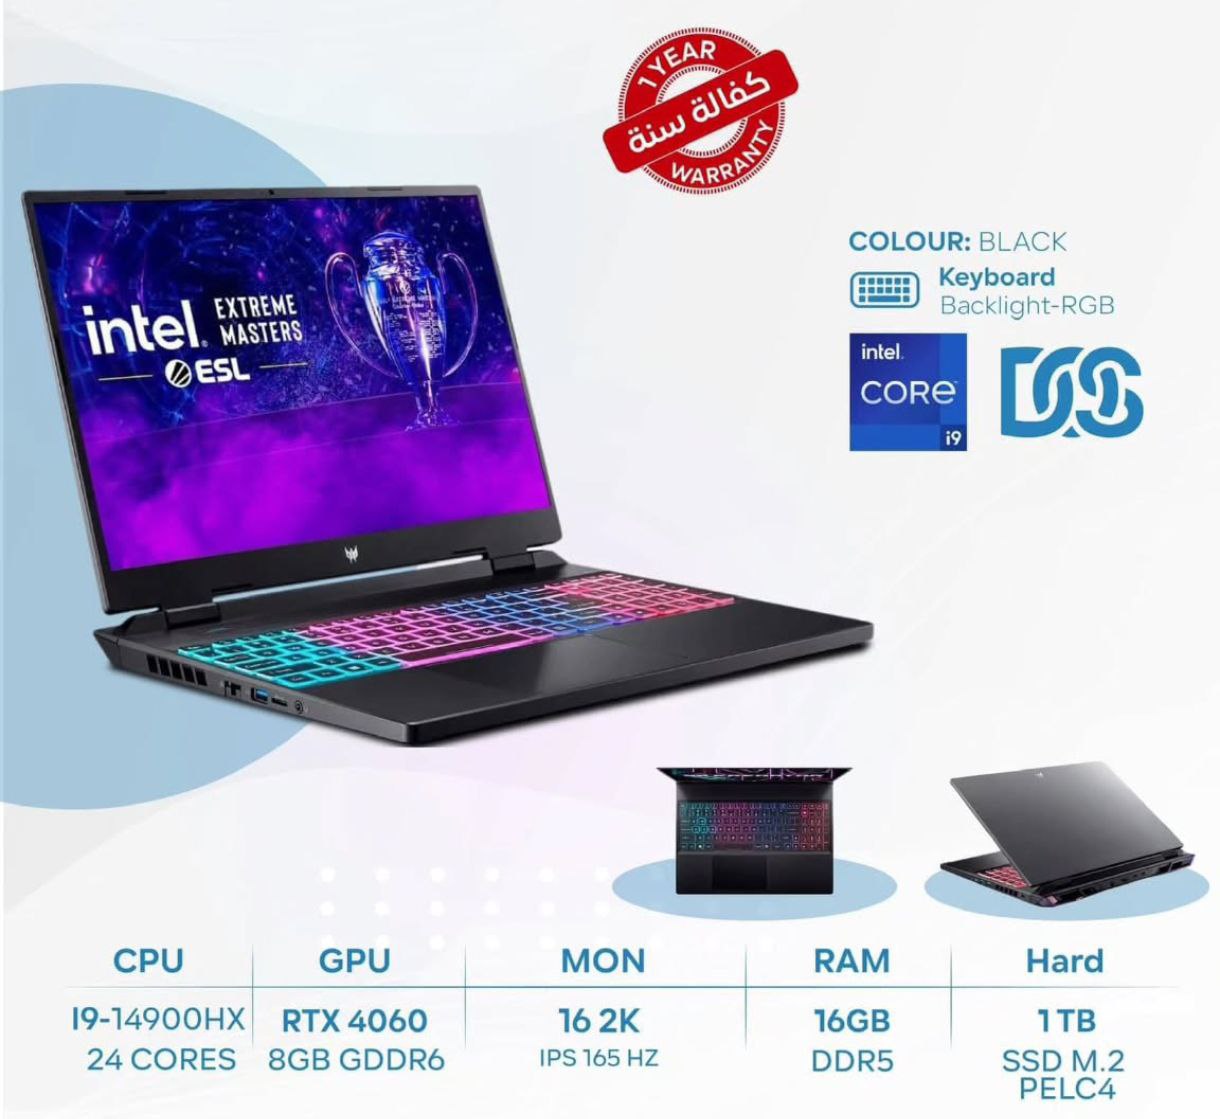 1 YEAR
كفالة سنة
WARRANTY
intel. EXTREME
MASTERS
ESL
COLOUR: BLACK
Keyboard
Backlight-RGB
intel.
CORE
i9
DQS
CPU
GPU
MON
RAM
Hard
I9-14900HX
RTX 4060
16 2K
16GB
1 TB
24 CORES
8GB GDDR6
IPS 165 HZ
DDR5
SSD M.2
PELC4